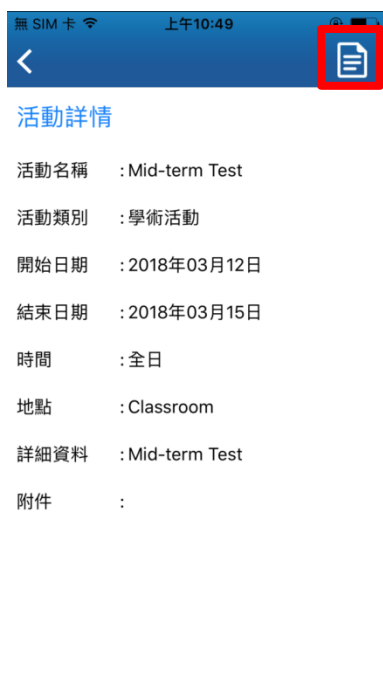 無 SIM 卡 上午10:49
活動詳情
活動名稱 : Mid-term Test
活動類別 : 學術活動
開始日期 : 2018年03月12日
結束日期 : 2018年03月15日
時間 : 全日
地點 : Classroom
詳細資料 : Mid-term Test
附件 :